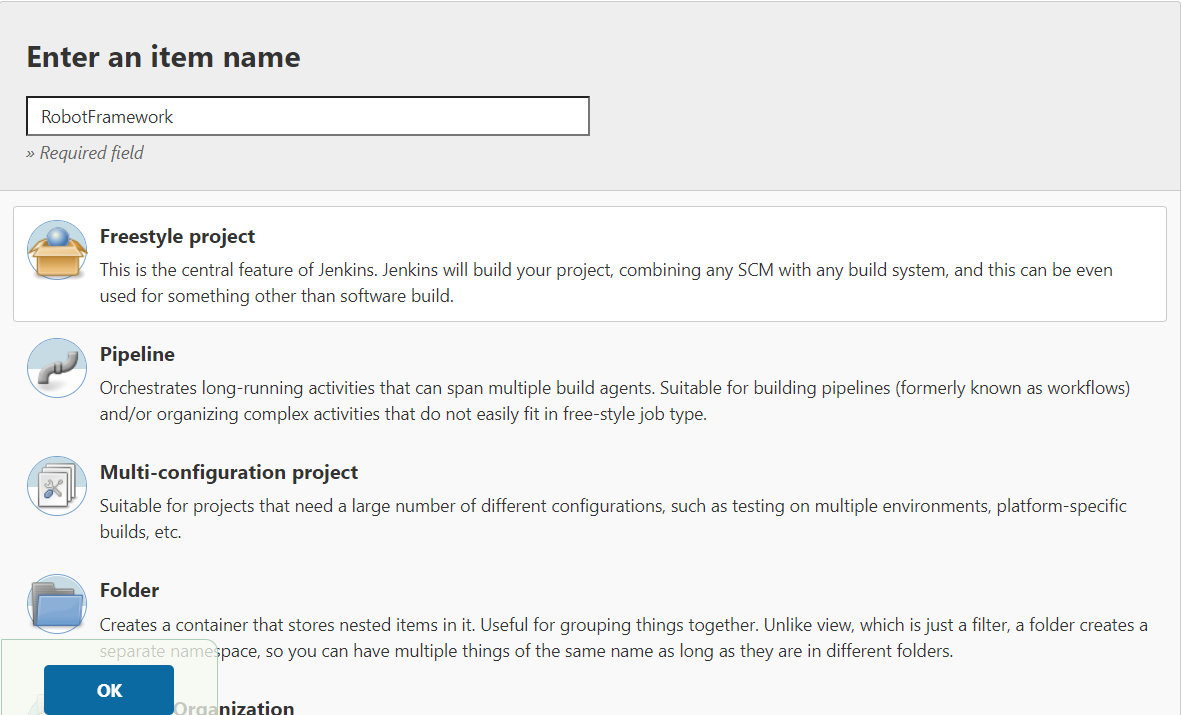 Enter an item name
RobotFramework
» Required field
Freestyle project
This is the central feature of Jenkins. Jenkins will build your project, combining any SCM with any build system, and this can be even
used for something other than software build.
Pipeline
Orchestrates long-running activities that can span multiple build agents. Suitable for building pipelines (formerly known as workflows)
and/or organizing complex activities that do not easily fit in free-style job type.
Multi-configuration project
Suitable for projects that need a large number of different configurations, such as testing on multiple environments, platform-specific
builds, etc.
Folder
Creates a container that stores nested items in it. Useful for grouping things together. Unlike view, which is just a filter, a folder creates a
separate namespace, so you can have multiple things of the same name as long as they are in different folders.
OK
Organization